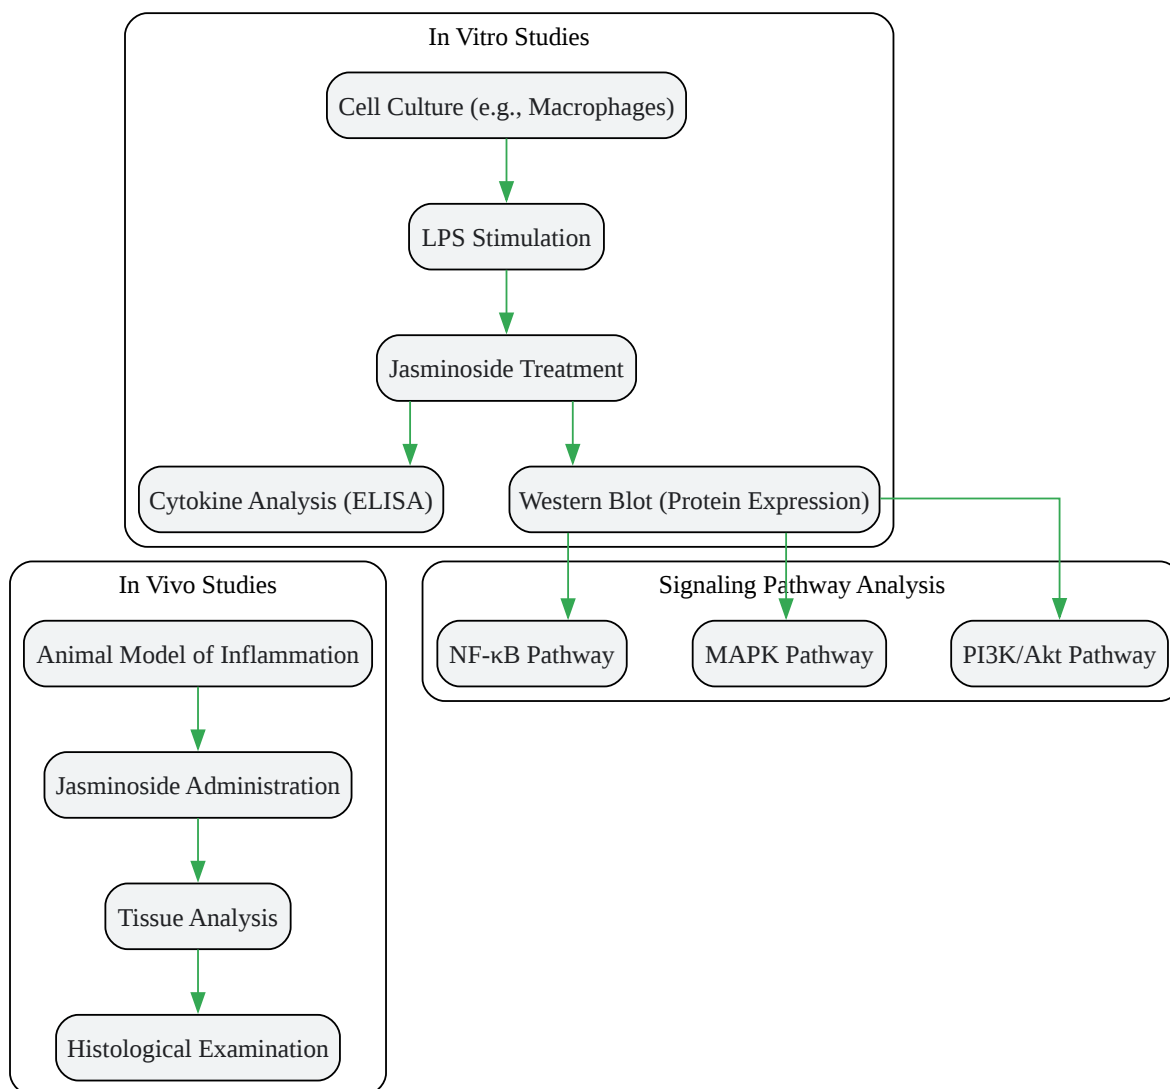 In Vitro Studies
Cell Culture (e.g., Macrophages)
LPS Stimulation
Jasminoside Treatment
Cytokine Analysis (ELISA)
Western Blot (Protein Expression)
In Vivo Studies
Animal Model of Inflammation
Jasminoside Administration
Tissue Analysis
Histological Examination
Signaling Pathway Analysis
NF-κB Pathway
MAPK Pathway
PI3K/Akt Pathway